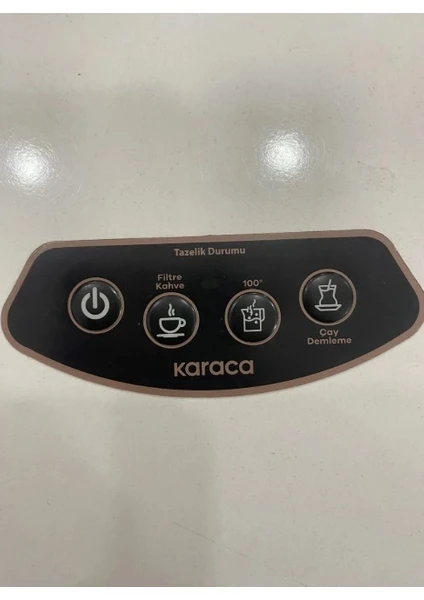 Tazelik Durumu
Filtre
Kahve
100°
Çay
Demleme
Karaca